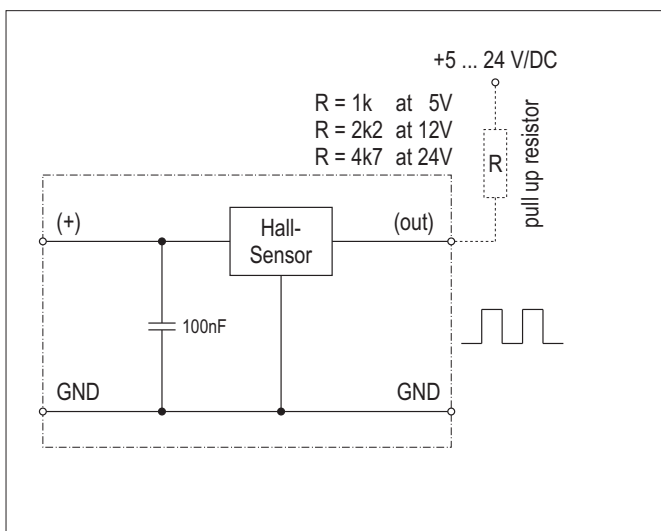 +5 ... 24 V/DC
R = 1k at 5V
R = 2k2 at 12V
R = 4k7 at 24V
R
pull up resistor
(+)
Hall-
Sensor
(out)
100nF
GND
GND